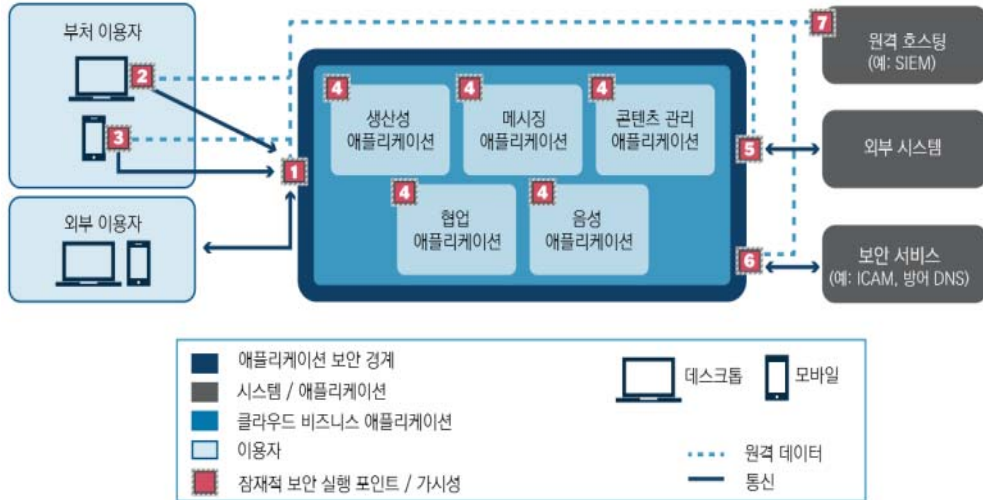 부처 이용자
2
3
외부 이용자
1
4
생산성
애플리케이션
4
메시징
애플리케이션
4
콘텐츠 관리
애플리케이션
4
협업
애플리케이션
4
음성
애플리케이션
5
6
7
원격 호스팅
(예: SIEM)
외부 시스템
보안 서비스
(예: ICAM, 방어 DNS)
애플리케이션 보안 경계
시스템 / 애플리케이션
클라우드 비즈니스 애플리케이션
이용자
잠재적 보안 실행 포인트 / 가시성
데스크톱
모바일
원격 데이터
통신